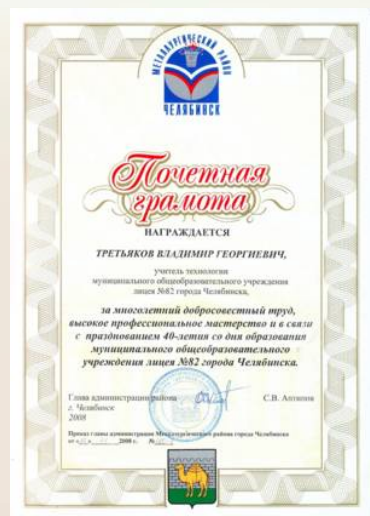 МЕТАЛЛУРГИЧЕСКИЙ РАЙОН
ЧЕЛЯБИНСК
Почетная
грамота
НАГРАЖДАЕТСЯ
ТРЕТЬЯКОВ ВЛАДИМИР ГЕОРГИЕВИЧ,
учитель технологии
муниципального общеобразовательного учреждения
лицея №82 города Челябинска,
за многолетний добросовестный труд,
высокое профессиональное мастерство и в связи
с празднованием 40-летия со дня образования
муниципального общеобразовательного
учреждения лицея №82 города Челябинска.
Глава администрации района
С.В.
г. Челябинск
2008
Приказ главы администрации Металлургического района города Челябинска
от 2008 г. №